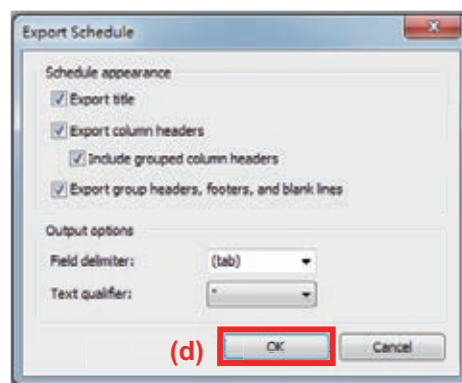 Export Schedule
Schedule appearance
Export title
Export column headers
Include grouped column headers
Export group headers, footers, and blank lines
Output options
Field delimiter: (tab)
Text qualifier: "
(d) OK Cancel